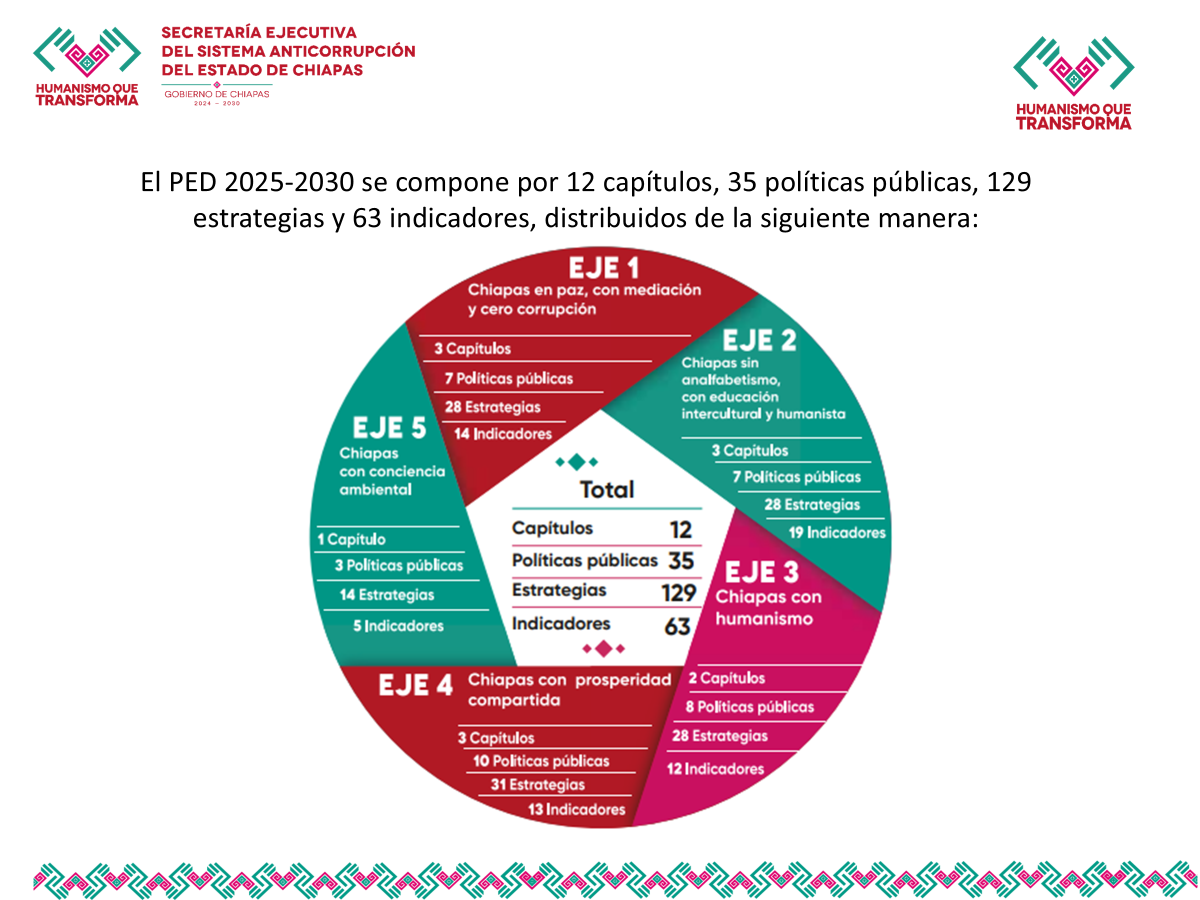 SECRETARÍA EJECUTIVA
DEL SISTEMA ANTICORRUPCIÓN
DEL ESTADO DE CHIAPAS
GOBIERNO DE CHIAPAS
2024 – 2030
HUMANISMO QUE
TRANSFORMA
HUMANISMO QUE
TRANSFORMA
El PED 2025-2030 se compone por 12 capítulos, 35 políticas públicas, 129
estrategias y 63 indicadores, distribuidos de la siguiente manera:
EJE 1
Chiapas en paz, con mediación
y cero corrupción
3 Capítulos
7 Políticas públicas
28 Estrategias
14 Indicadores
EJE 2
Chiapas sin
analfabetismo,
con educación
intercultural y humanista
3 Capítulos
7 Políticas públicas
28 Estrategias
19 Indicadores
EJE 3
Chiapas con
humanismo
2 Capítulos
8 Políticas públicas
28 Estrategias
12 Indicadores
EJE 4
Chiapas con prosperidad
compartida
3 Capítulos
10 Políticas públicas
31 Estrategias
13 Indicadores
EJE 5
Chiapas
con conciencia
ambiental
1 Capítulo
3 Políticas públicas
14 Estrategias
5 Indicadores
Total
Capítulos 12
Políticas públicas 35
Estrategias 129
Indicadores 63